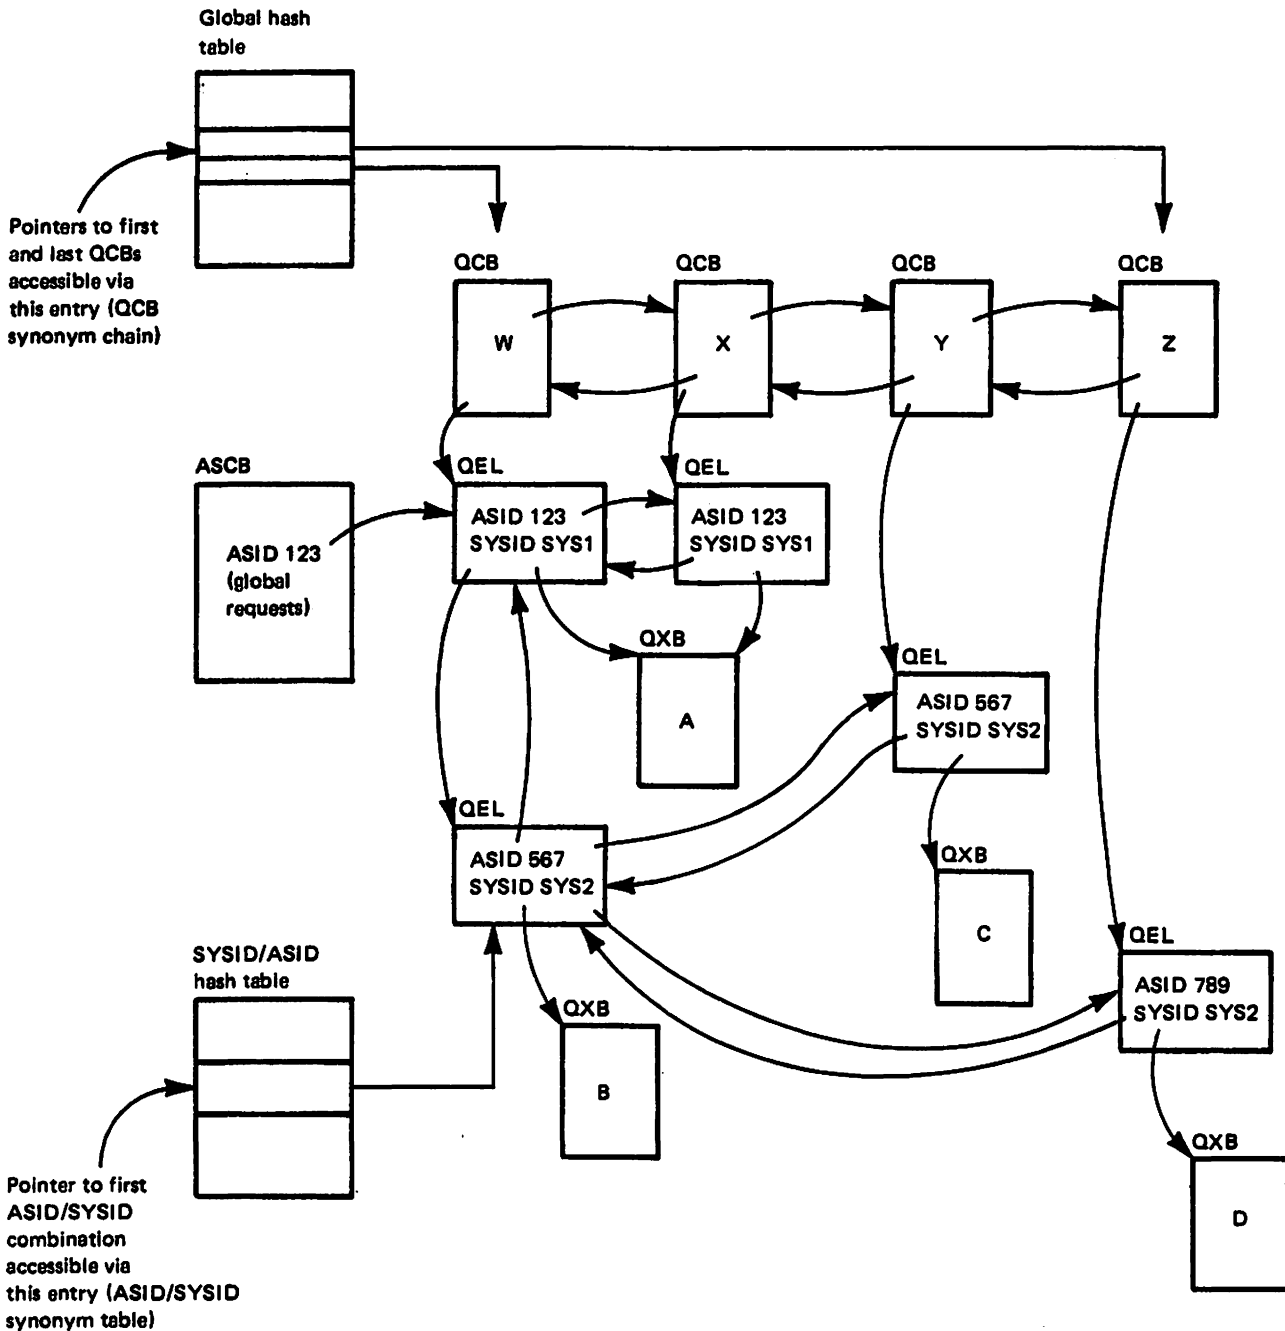 Global hash
table
Pointers to first
and last QCBs
accessible via
this entry (QCB
synonym chain)
QCB
QCB
QCB
QCB
W
X
Y
Z
ASCB
QEL
QEL
ASID 123
(global
requests)
ASID 123
SYSID SYS1
ASID 123
SYSID SYS1
QXB
A
QEL
ASID 567
SYSID SYS2
QEL
ASID 567
SYSID SYS2
QXB
C
QEL
ASID 789
SYSID SYS2
SYSID/ASID
hash table
QXB
B
QXB
D
Pointer to first
ASID/SYSID
combination
accessible via
this entry (ASID/SYSID
synonym table)